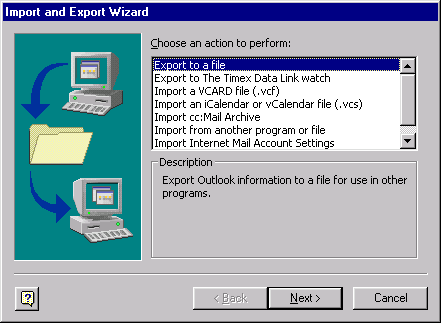 Import and Export Wizard
Choose an action to perform:
Export to a file
Export to The Timex Data Link watch
Import a VCARD file (.vcf)
Import an iCalendar or vCalendar file (.vcs)
Import cc:Mail Archive
Import from another program or file
Import Internet Mail Account Settings
Description
Export Outlook information to a file for use in other
programs.
< Back
Next >
Cancel